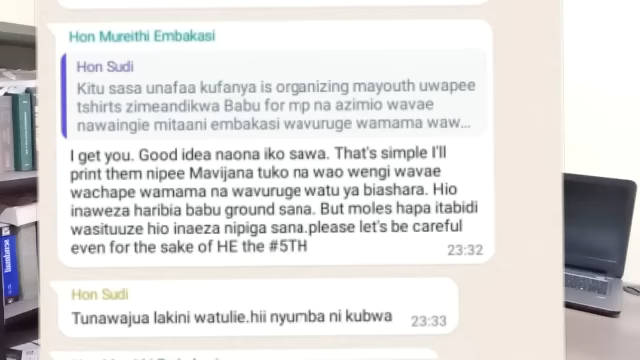 Hon Mureithi Embakasi
Hon Sudi
Kitu sasa unafaa kufanya is organizing mayouth uwapee
tshirts zimeandikwa Babu for mp na azimio wavae
nawaingie mitaani embakasi wavuruge wamama waw...
I get you. Good idea naona iko sawa. That's simple I'll
print them nipee Mavijana tuko na wao wengi wavae
wachape wamama na wavuruge watu ya biashara. Hio
inaweza haribia babu ground sana. But moles hapa itabidi
wasituuze hio inaeza nipiga sana.please let's be careful
even for the sake of HE the #5TH
23:32
Hon Sudi
Tunawajua lakini watulie.hii nyumba ni kubwa
23:33